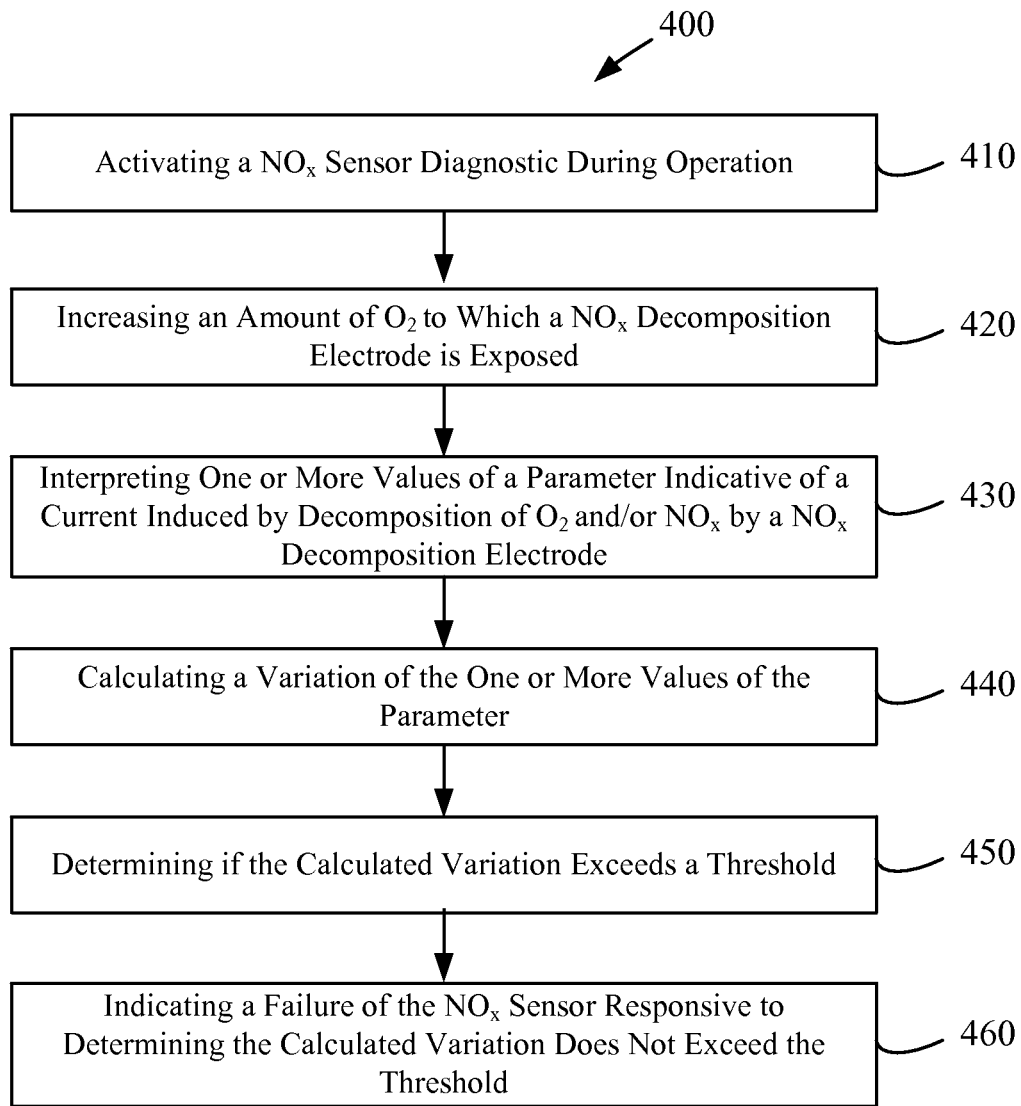 400
Activating a NOx Sensor Diagnostic During Operation
410
Increasing an Amount of O2 to Which a NOx Decomposition
Electrode is Exposed
420
Interpreting One or More Values of a Parameter Indicative of a
Current Induced by Decomposition of O2 and/or NOx by a NOx
Decomposition Electrode
430
Calculating a Variation of the One or More Values of the
Parameter
440
Determining if the Calculated Variation Exceeds a Threshold
450
Indicating a Failure of the NOx Sensor Responsive to
Determining the Calculated Variation Does Not Exceed the
Threshold
460